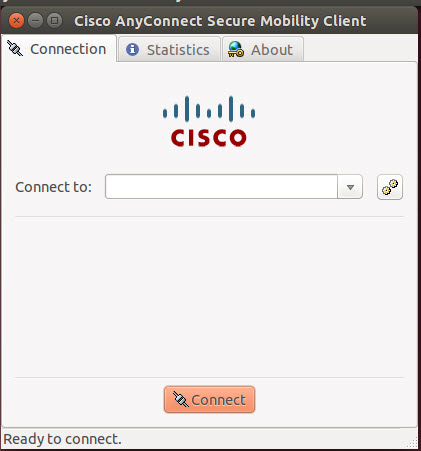 Cisco AnyConnect Secure Mobility Client
Connection Statistics About
CISCO
Connect to:
Connect
Ready to connect.